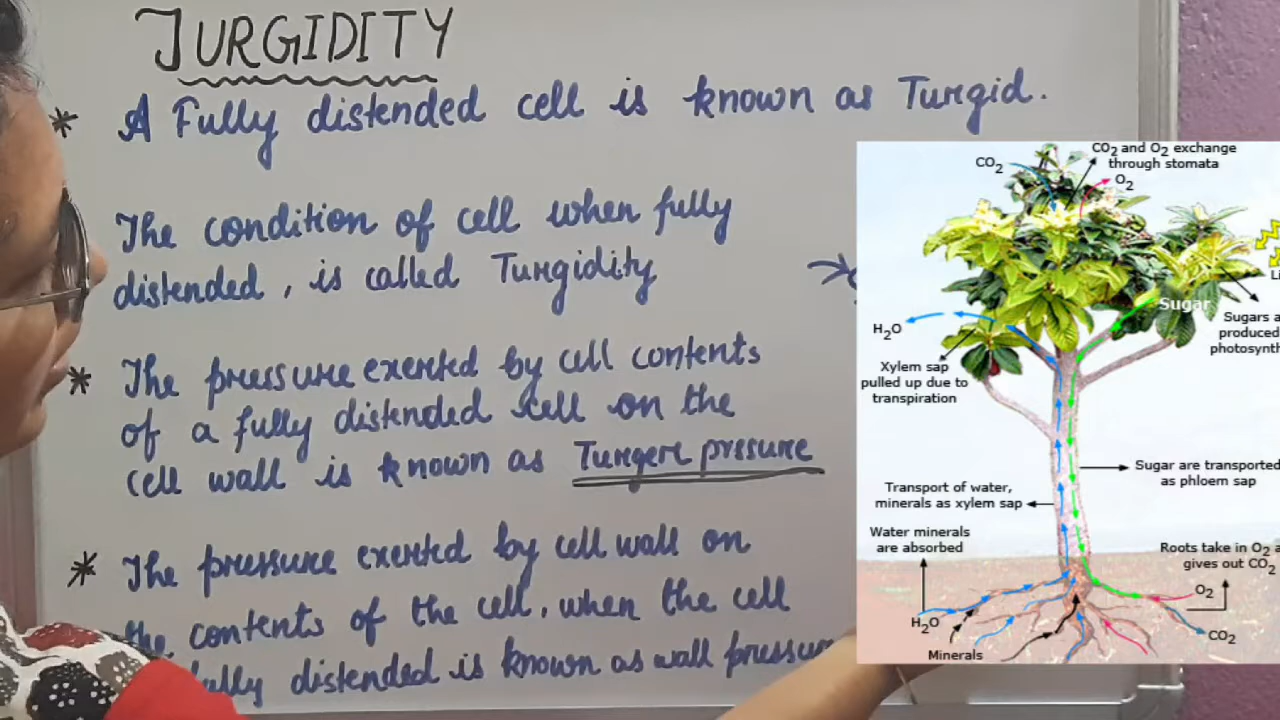 TURGIDITY
* A Fully distended cell is known as Turgid.
The condition of cell when fully
distended, is called Turgidity
* The pressure exerted by cell contents
of a fully distended cell on the
cell wall is known as Turger pressure
* The pressure exerted by cell wall on
the contents of the cell, when the cell
fully distended is known as wall pressure
CO2
CO2 and O2 exchange
through stomata
O2
Sugar
H2O
Sugars
produced
Xylem sap
pulled up due to
transpiration
Sugar are transported
as phloem sap
Transport of water,
minerals as xylem sap
Water minerals
are absorbed
Roots take in O2
gives out CO2
O2
H2O
CO2
Minerals